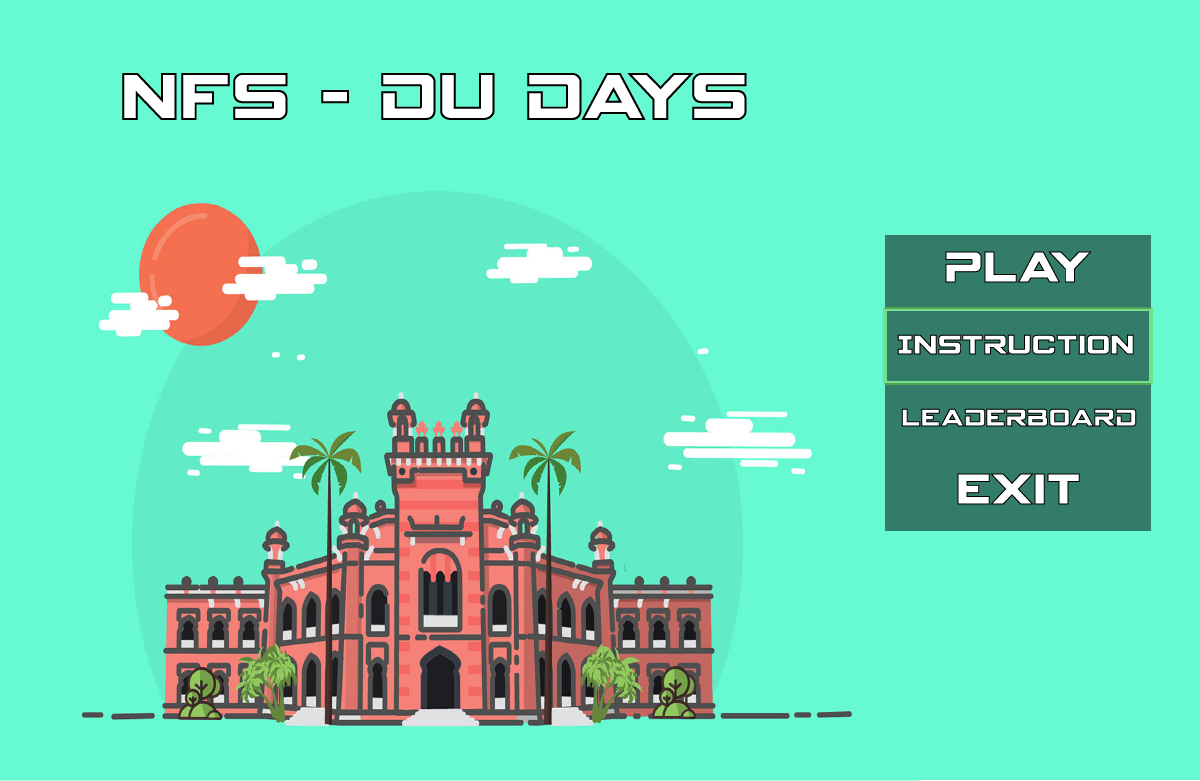 NFS - DU DAYS
PLAY
INSTRUCTION
LEADERBOARD
EXIT